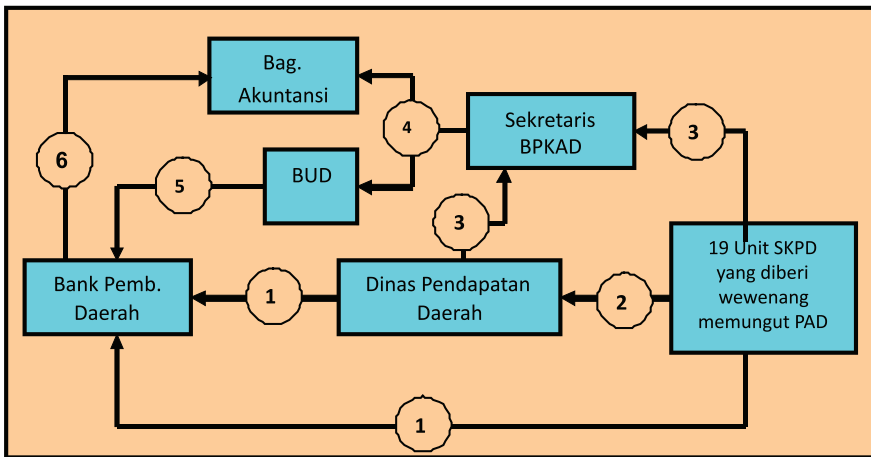 Bag.
Akuntansi
Sekretaris
BPKAD
4
3
6
BUD
5
3
19 Unit SKPD
yang diberi
wewenang
memungut PAD
Bank Pemb.
Daerah
1
Dinas Pendapatan
Daerah
2
1